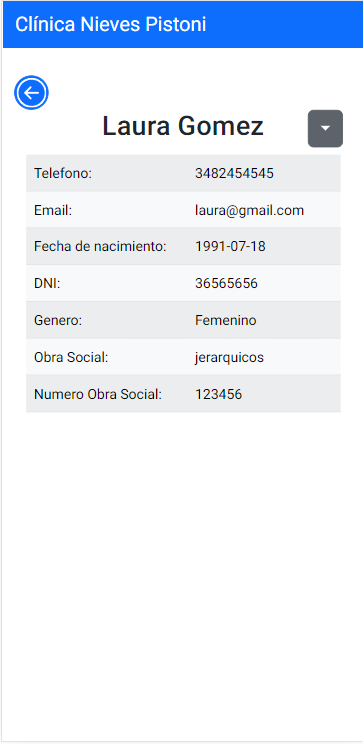 Clínica Nieves Pistoni
Laura Gomez
Telefono: 3482454545
Email: laura@gmail.com
Fecha de nacimiento: 1991-07-18
DNI: 36565656
Genero: Femenino
Obra Social: jerarquicos
Numero Obra Social: 123456